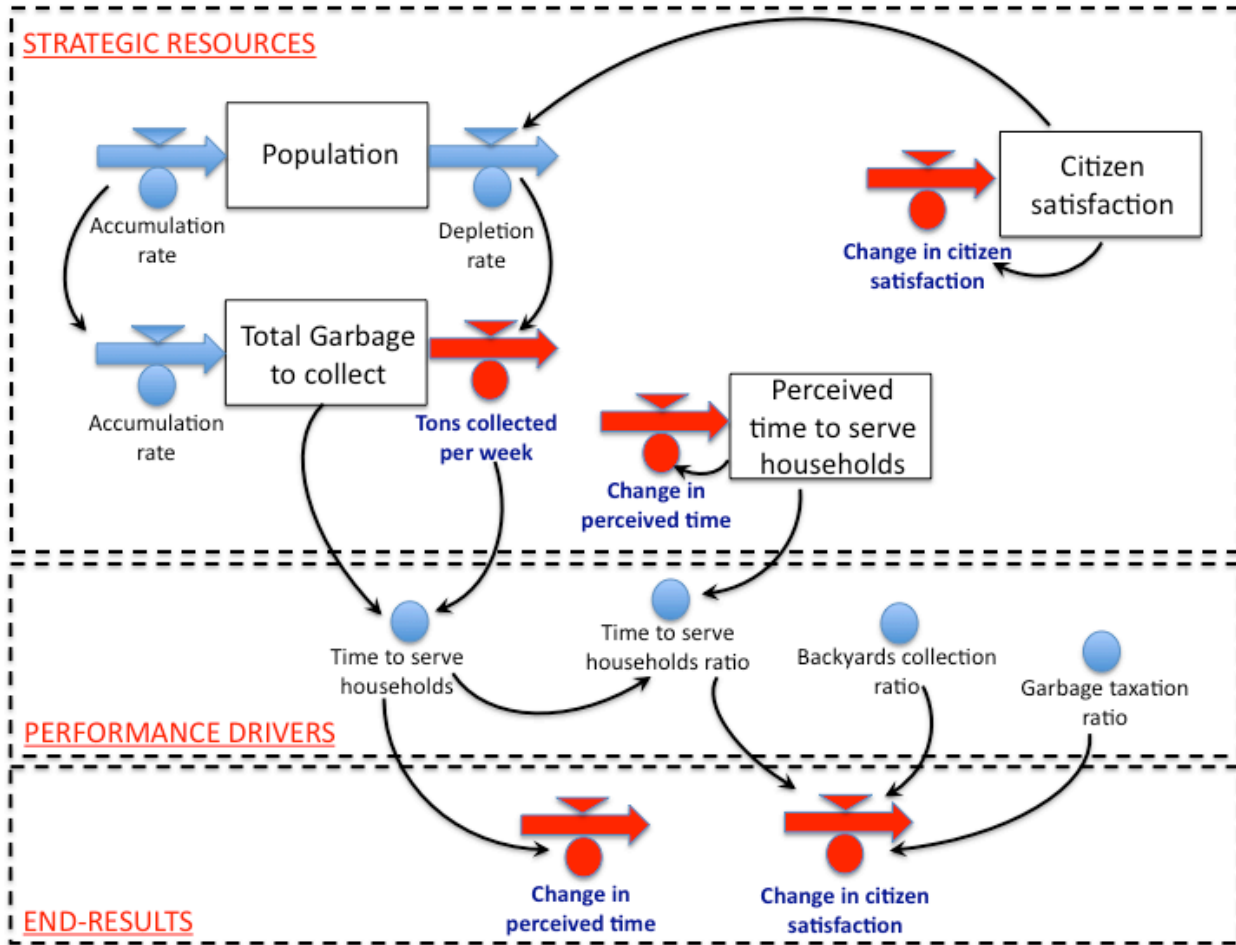 STRATEGIC RESOURCES
Population
Accumulation
rate
Depletion
rate
Citizen
satisfaction
Change in citizen
satisfaction
Total Garbage
to collect
Accumulation
rate
Tons collected
per week
Perceived
time to serve
households
Change in
perceived time
Time to serve
households
Time to serve
households ratio
Backyards collection
ratio
Garbage taxation
ratio
PERFORMANCE DRIVERS
Change in
perceived time
Change in citizen
satisfaction
END-RESULTS